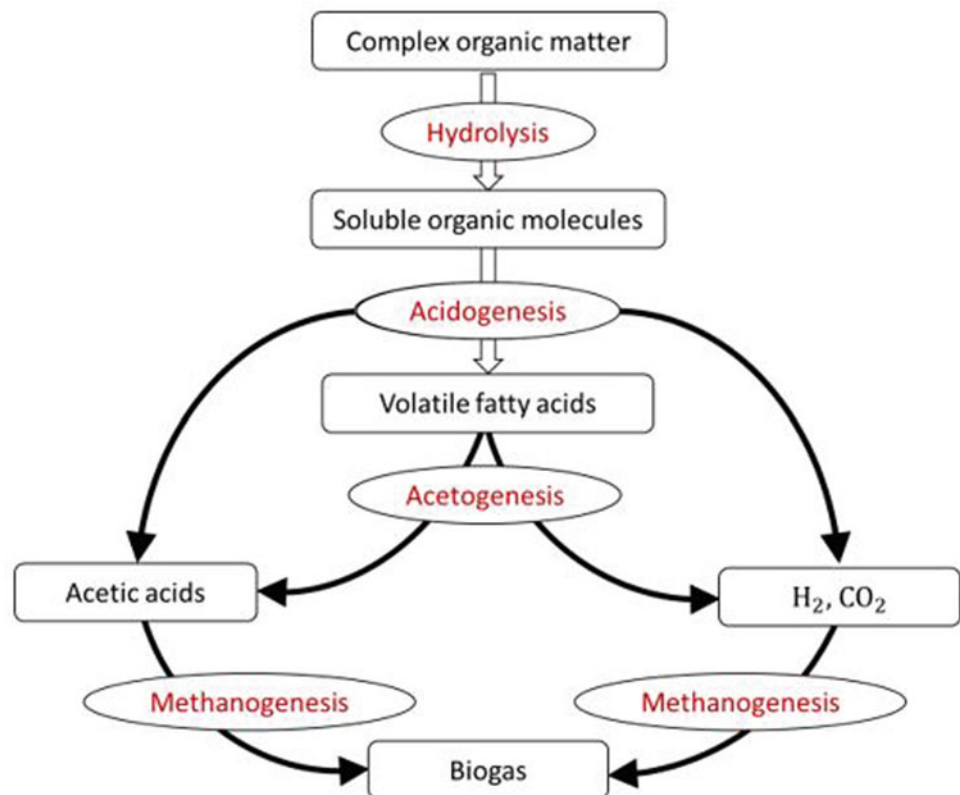 Complex organic matter
Hydrolysis
Soluble organic molecules
Acidogenesis
Volatile fatty acids
Acetogenesis
Acetic acids
H₂, CO₂
Methanogenesis
Methanogenesis
Biogas